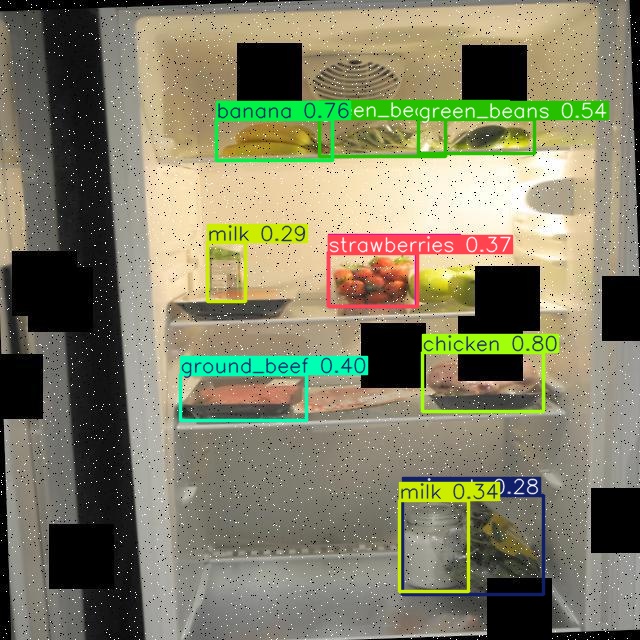 banana 0.76
green_beans 0.54
milk 0.29
strawberries 0.37
chicken 0.80
ground_beef 0.40
0.28
milk 0.34